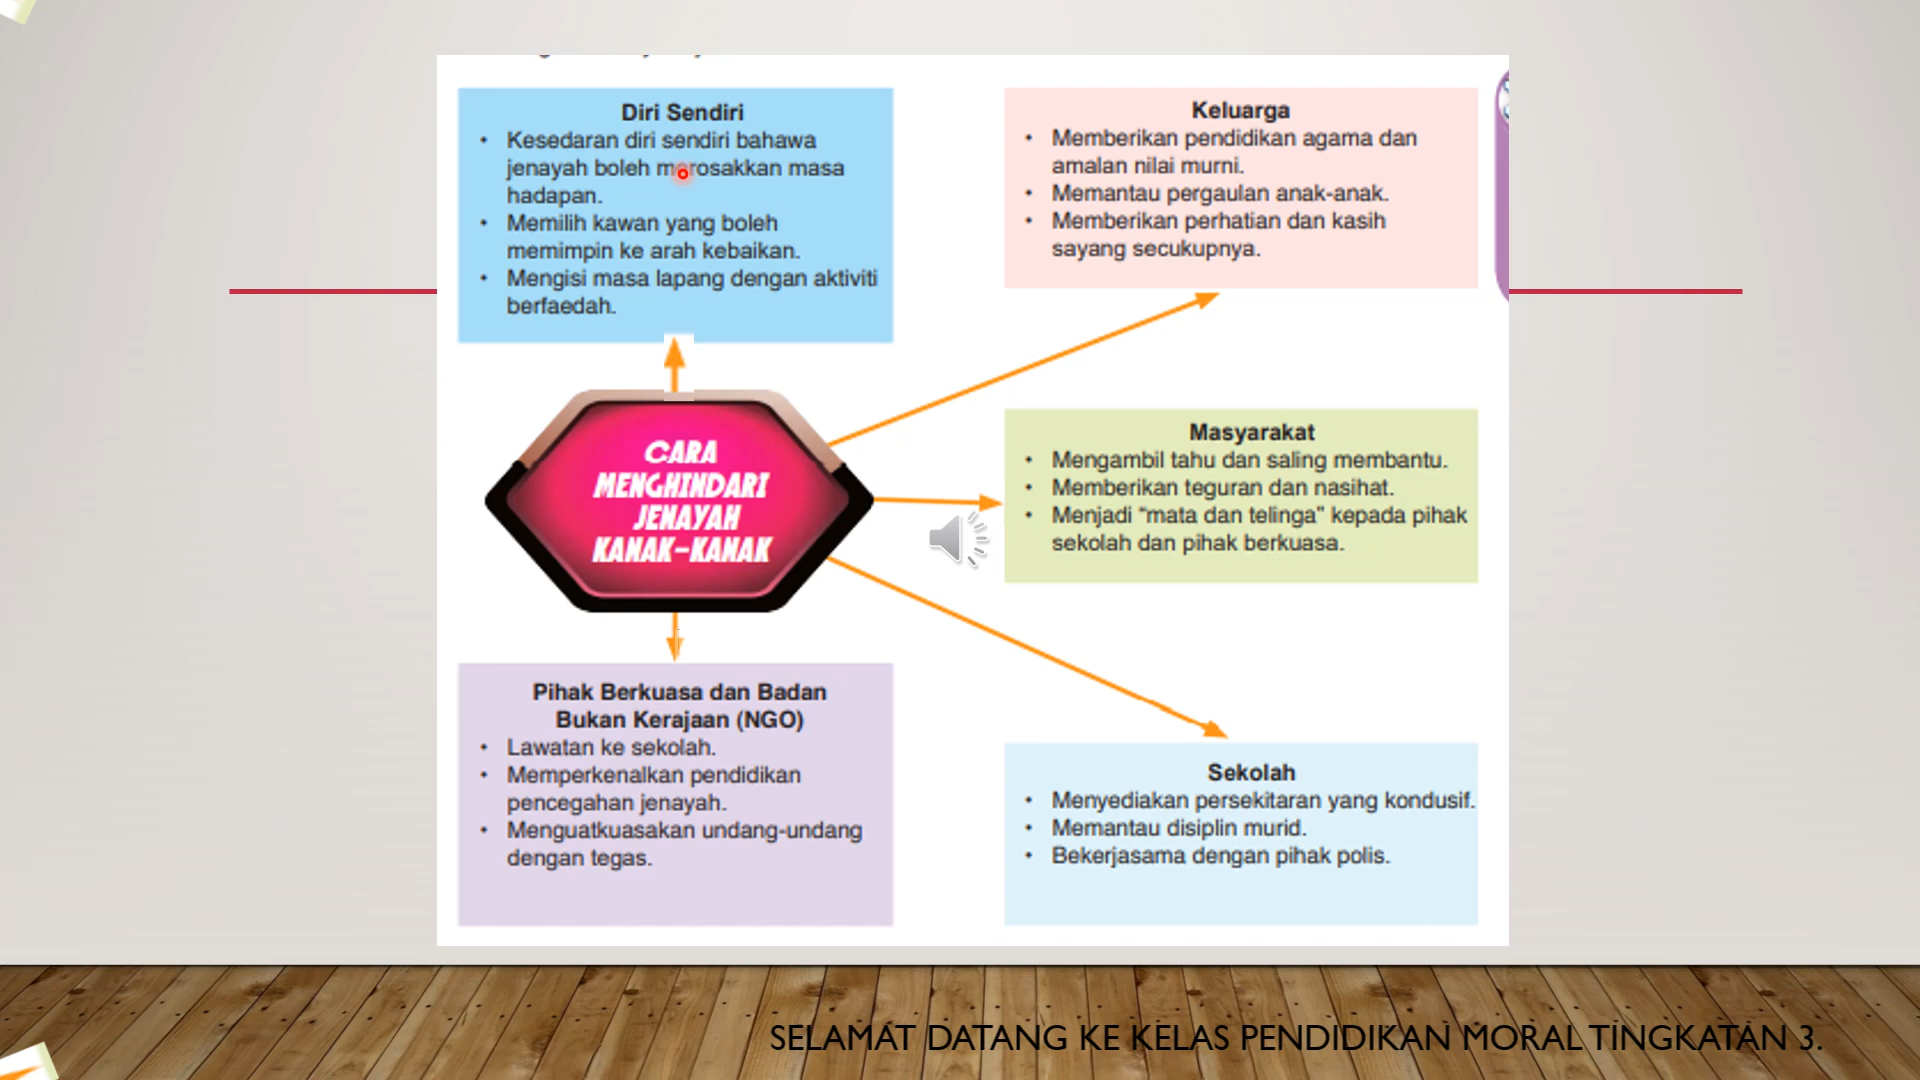 Diri Sendiri
• Kesedaran diri sendiri bahawa
jenayah boleh merosakkan masa
hadapan.
• Memilih kawan yang boleh
memimpin ke arah kebaikan.
• Mengisi masa lapang dengan aktiviti
berfaedah.
Keluarga
• Memberikan pendidikan agama dan
amalan nilai murni.
• Memantau pergaulan anak-anak.
• Memberikan perhatian dan kasih
sayang secukupnya.
CARA
MENGHINDARI
JENAYAH
KANAK-KANAK
Masyarakat
• Mengambil tahu dan saling membantu.
• Memberikan teguran dan nasihat.
• Menjadi “mata dan telinga” kepada pihak
sekolah dan pihak berkuasa.
Pihak Berkuasa dan Badan
Bukan Kerajaan (NGO)
• Lawatan ke sekolah.
• Memperkenalkan pendidikan
pencegahan jenayah.
• Menguatkuasakan undang-undang
dengan tegas.
Sekolah
• Menyediakan persekitaran yang kondusif.
• Memantau disiplin murid.
• Bekerjasama dengan pihak polis.
SELAMAT DATANG KE KELAS PENDIDIKAN MORAL TINGKATAN 3.